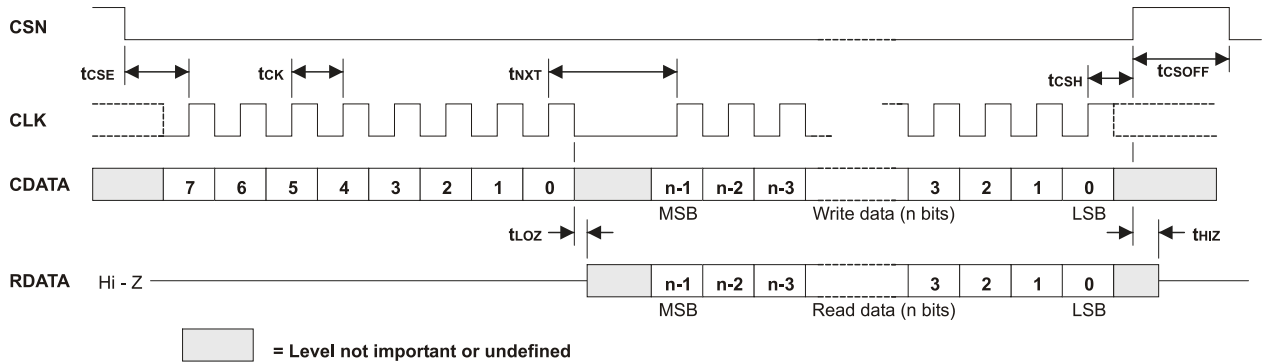 CSN
tCSE tCK tNXT tCSH tCSOFF
CLK
CDATA 7 6 5 4 3 2 1 0 n-1 n-2 n-3 3 2 1 0
MSB Write data (n bits) LSB
tLOZ tHIZ
RDATA Hi - Z n-1 n-2 n-3 3 2 1 0
MSB Read data (n bits) LSB
= Level not important or undefined